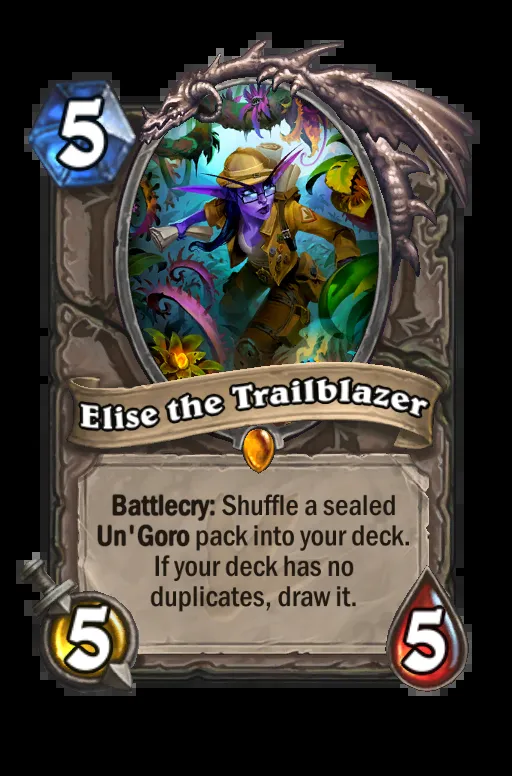 5
Elise the Trailblazer
Battlecry: Shuffle a sealed
Un'Goro pack into your deck.
If your deck has no
duplicates, draw it.
5
5